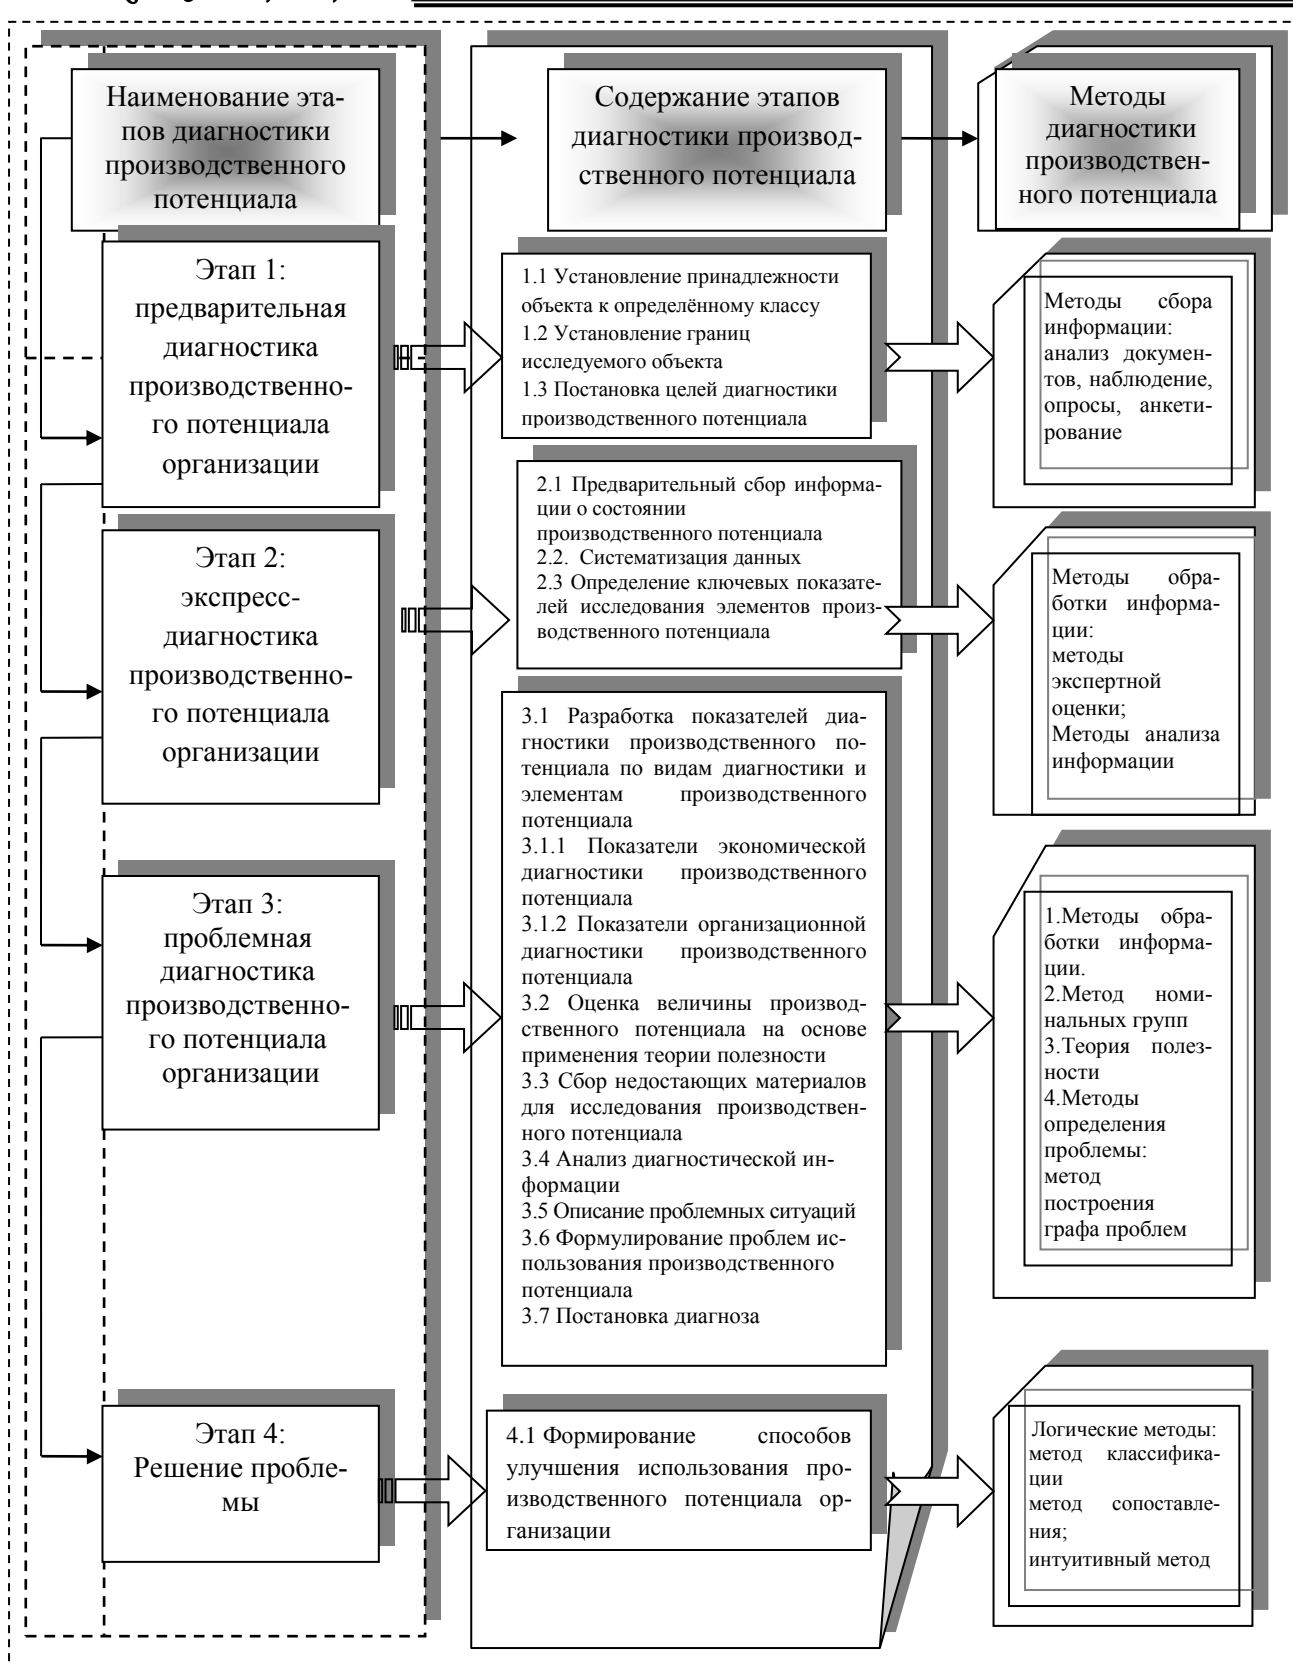 Наименование эта-
пов диагностики
производственного
потенциала
Содержание этапов
диагностики производ-
ственного потенциала
Методы
диагностики
производствен-
ного потенциала
Этап 1:
предварительная
диагностика
производственно-
го потенциала
организации
1.1 Установление принадлежности
объекта к определённому классу
1.2 Установление границ
исследуемого объекта
1.3 Постановка целей диагностики
производственного потенциала
Методы сбора
информации:
анализ докумен-
тов, наблюдение,
опросы, анкети-
рование
Этап 2:
экспресс-
диагностика
производственно-
го потенциала
организации
2.1 Предварительный сбор информа-
ции о состоянии
производственного потенциала
2.2. Систематизация данных
2.3 Определение ключевых показате-
лей исследования элементов произ-
водственного потенциала
Методы обра-
ботки информа-
ции:
методы
экспертной
оценки;
Методы анализа
информации
Этап 3:
проблемная
диагностика
производственно-
го потенциала
организации
3.1 Разработка показателей диа-
гностики производственного по-
тенциала по видам диагностики и
элементам производственного
потенциала
3.1.1 Показатели экономической
диагностики производственного
потенциала
3.1.2 Показатели организационной
диагностики производственного
потенциала
3.2 Оценка величины производ-
ственного потенциала на основе
применения теории полезности
3.3 Сбор недостающих материалов
для исследования производствен-
ного потенциала
3.4 Анализ диагностической ин-
формации
3.5 Описание проблемных ситуаций
3.6 Формулирование проблем ис-
пользования производственного
потенциала
3.7 Постановка диагноза
1.Методы обра-
ботки информа-
ции.
2.Метод номи-
нальных групп
3.Теория полез-
ности
4.Методы
определения
проблемы:
метод
построения
графа проблем
Этап 4:
Решение пробле-
мы
4.1 Формирование способов
улучшения использования про-
изводственного потенциала ор-
ганизации
Логические методы:
метод классифика-
ции
метод сопоставле-
ния;
интуитивный метод